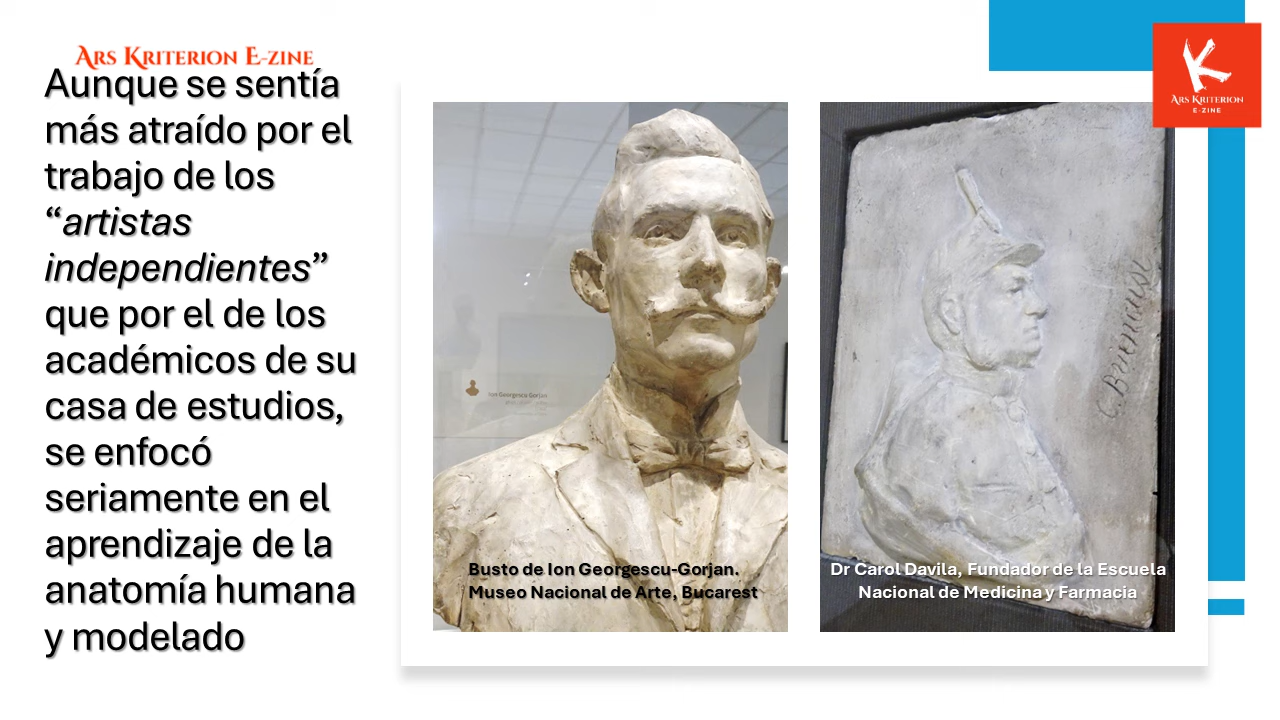 Ars Kriterion E-zine
Aunque se sentía
más atraído por el
trabajo de los
“artistas
independientes”
que por el de los
académicos de su
casa de estudios,
se enfocó
seriamente en el
aprendizaje de la
anatomía humana
y modelado
Ion Georgescu Gorjan
Busto de Ion Georgescu-Gorjan.
Museo Nacional de Arte, Bucarest
C. Brâncuși
Dr Carol Davila, Fundador de la Escuela
Nacional de Medicina y Farmacia
Ars Kriterion
E-ZINE